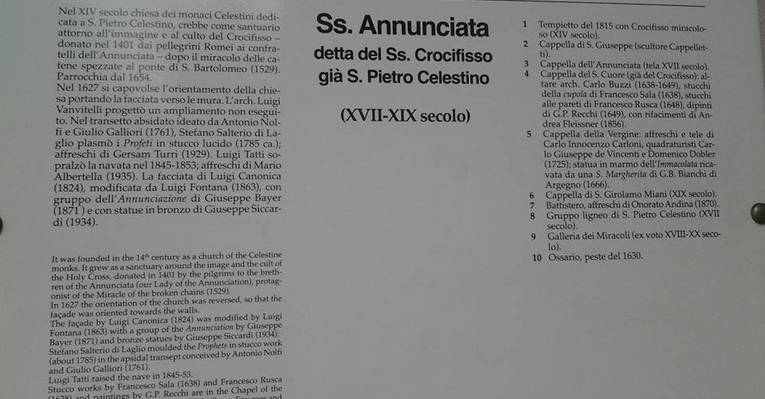 Nel XIV secolo chiesa dei monaci Celestini dedi-
cata a S. Pietro Celestino, crebbe come santuario
attorno all'immagine e al culto del Crocifisso –
donato nel 1401 dai pellegrini Romei ai confra-
telli dell'Annunciata – dopo il miracolo delle ca-
tene spezzate al ponte di S. Bartolomeo (1529).
Parrocchia dal 1654.
Nel 1627 si capovolse l'orientamento della chie-
sa portando la facciata verso le mura. L'arch. Luigi
Vanvitelli progettò un ampliamento non esegui-
to. Nel transetto absidato ideato da Antonio Nol-
fi e Giulio Galliori (1761), Stefano Salterio di La-
glio plasmò i Profeti in stucco lucido (1785 ca.);
affreschi di Gersam Turri (1929). Luigi Tatti so-
pralzò la navata nel 1845-1853; affreschi di Mario
Albertella (1935). La facciata di Luigi Canonica
(1824), modificata da Luigi Fontana (1863), con
gruppo dell'Annunciazione di Giuseppe Bayer
(1871) e con statue in bronzo di Giuseppe Siccar-
di (1934).
It was founded in the 14th century as a church of the Celestine
monks. It grew as a sanctuary around the image and the cult of
the Holy Cross, donated in 1401 by the pilgrims to the breth-
ren of the Annunciata (our Lady of the Annunciation), protag-
onist of the Miracle of the broken chains (1529).
In 1627 the orientation of the church was reversed, so that the
façade was oriented towards the walls.
The façade by Luigi Canonica (1824) was modified by Luigi
Fontana (1863) with a group of the Annunciation by Giuseppe
Bayer (1871) and bronze statues by Giuseppe Siccardi (1934).
Stefano Salterio di Laglio moulded the Prophets in stucco work
(about 1785) in the apsidal transept conceived by Antonio Nolfi
and Giulio Galliori (1761).
Luigi Tatti raised the nave in 1845-53.
Stucco works by Francesco Sala (1638) and Francesco Rusca
(1638) and paintings by G.P. Recchi are in the Chapel of the
Ss. Annunciata
detta del Ss. Crocifisso
già S. Pietro Celestino
(XVII-XIX secolo)
1 Tempietto del 1815 con Crocifisso miracolo-
so (XIV secolo).
2 Cappella di S. Giuseppe (scultore Cappellet-
ti).
3 Cappella dell'Annunciata (tela XVII secolo).
4 Cappella del S. Cuore (già del Crocifisso): al-
tare arch. Carlo Buzzi (1638-1649), stucchi
della cupola di Francesco Sala (1638), stucchi
alle pareti di Francesco Rusca (1648), dipinti
di G.P. Recchi (1649), con rifacimenti di An-
drea Fleissner (1856).
5 Cappella della Vergine: affreschi e tele di
Carlo Innocenzo Carloni, quadraturisti Car-
lo Giuseppe de Vincenti e Domenico Dobler
(1725); statua in marmo dell'Immacolata rica-
vata da una S. Margherita di G.B. Bianchi di
Argegno (1666).
6 Cappella di S. Girolamo Miani (XIX secolo).
7 Battistero, affreschi di Onorato Andina (1870).
8 Gruppo ligneo di S. Pietro Celestino (XVII
secolo).
9 Galleria dei Miracoli (ex voto XVIII-XX seco-
lo).
10 Ossario, peste del 1630.